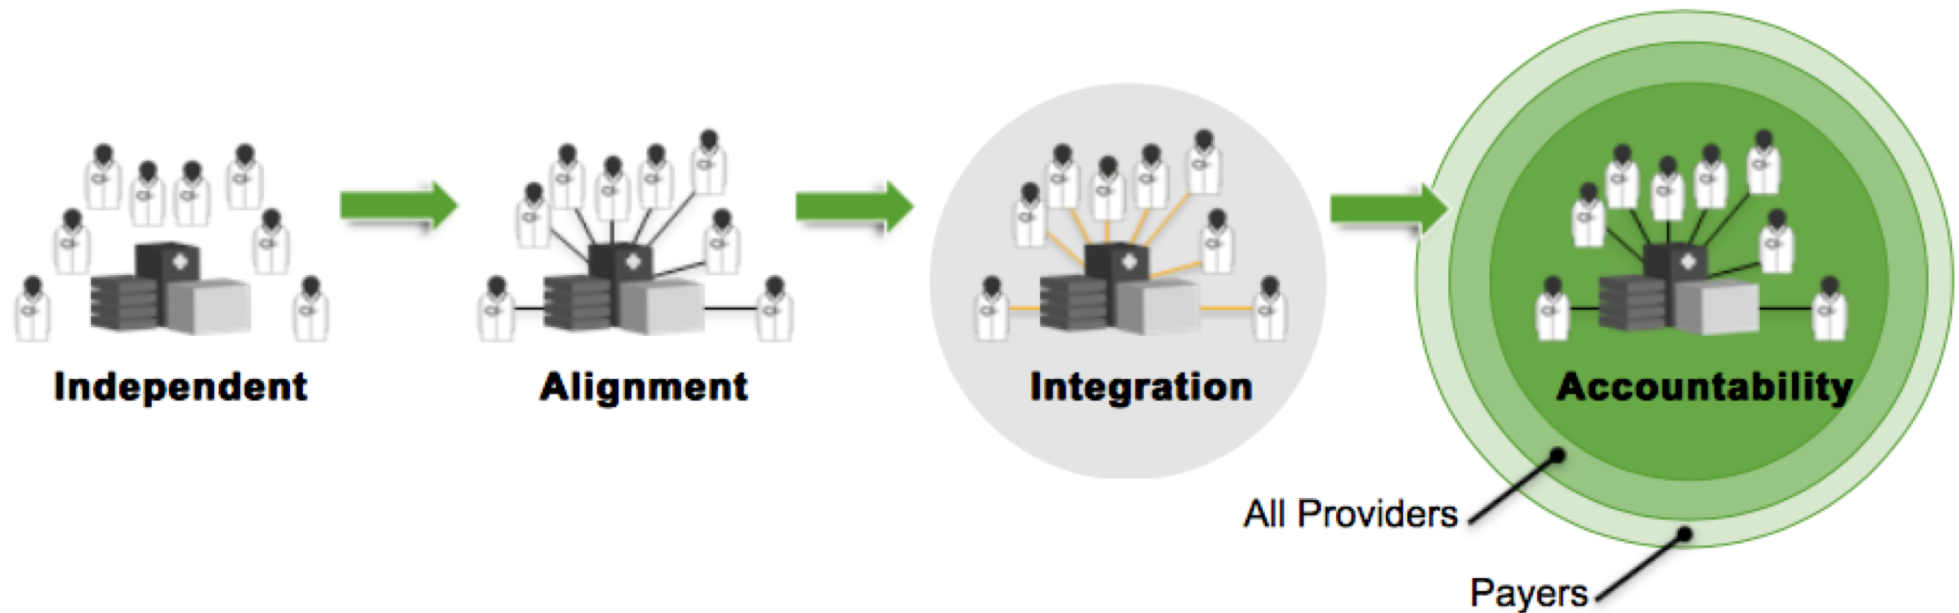 Independent
Alignment
Integration
Accountability
All Providers
Payers